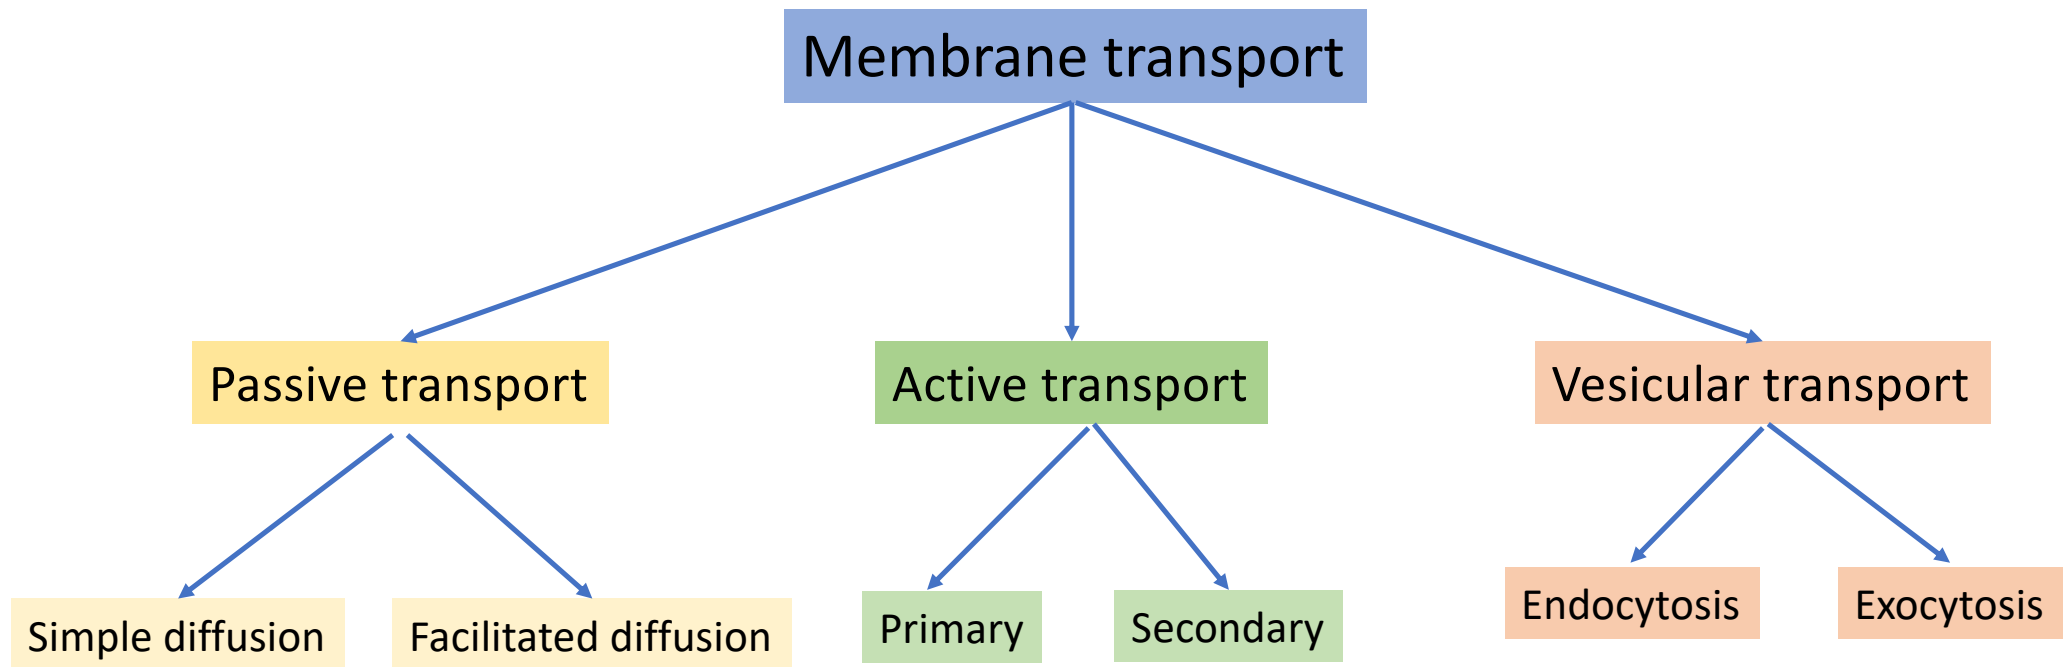 Membrane transport
Passive transport
Active transport
Vesicular transport
Simple diffusion
Facilitated diffusion
Primary
Secondary
Endocytosis
Exocytosis